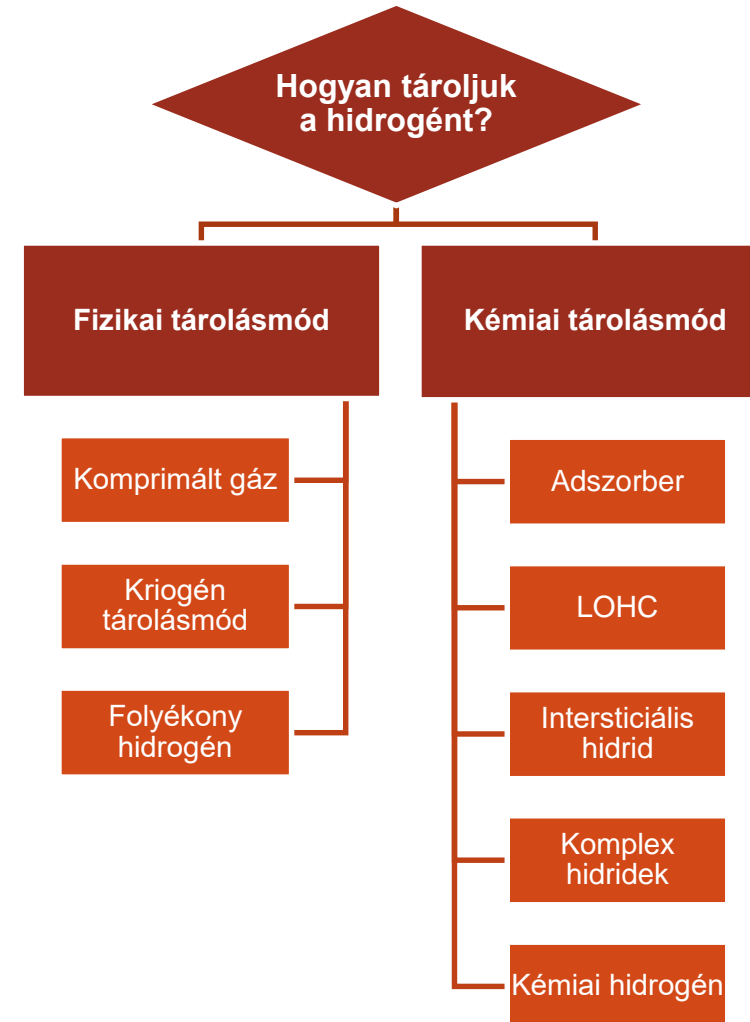 Hogyan tároljuk
a hidrogént?
Fizikai tárolásmód
Kémiai tárolásmód
Komprimált gáz
Kriogén
tárolásmód
Folyékony
hidrogén
Adszorber
LOHC
Intersticiális
hidrid
Komplex
hidridek
Kémiai hidrogén